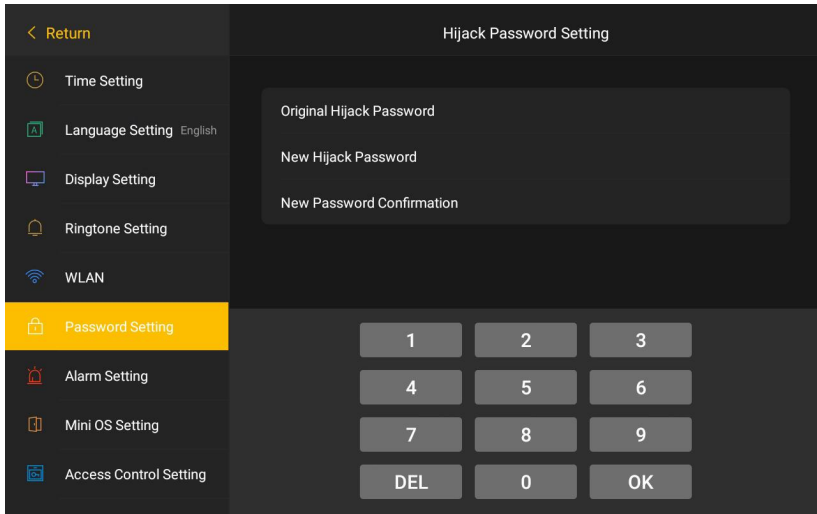 Return
Hijack Password Setting
Time Setting
A Language Setting English
Display Setting
Ringtone Setting
WLAN
Password Setting
Alarm Setting
Mini OS Setting
Access Control Setting
Original Hijack Password
New Hijack Password
New Password Confirmation
1 2 3
4 5 6
7 8 9
DEL 0 OK